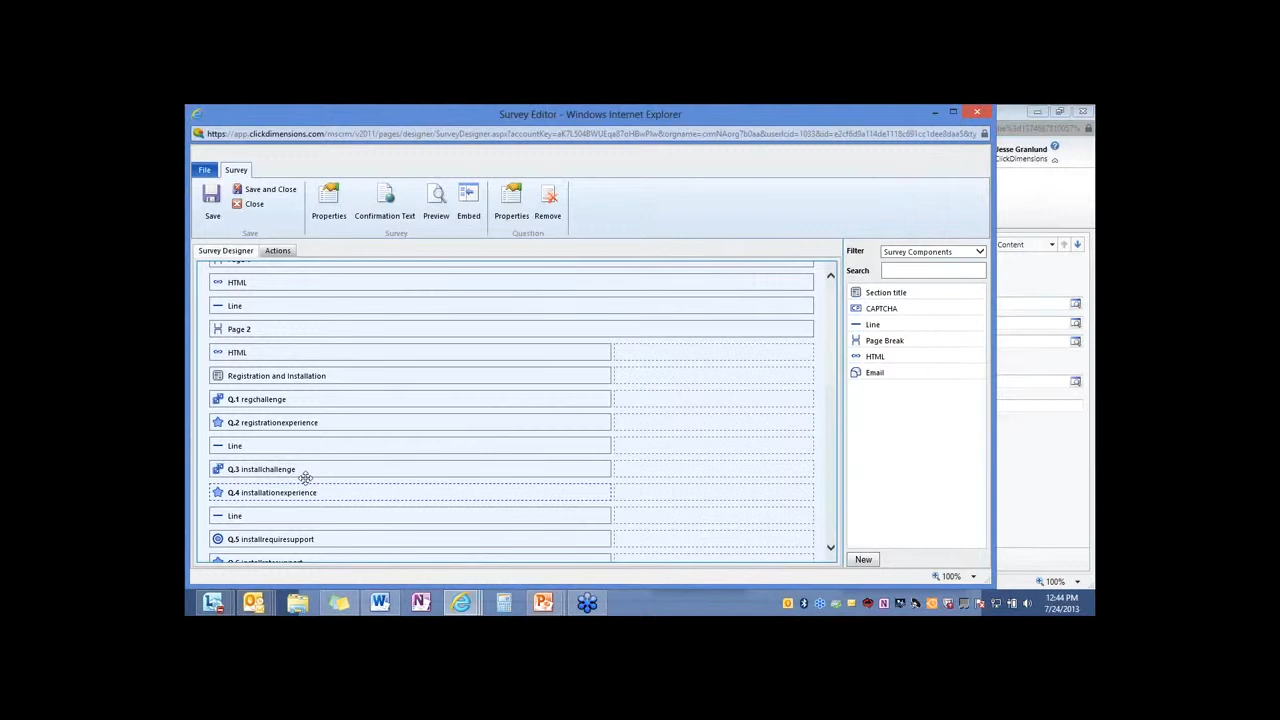 Survey Editor - Windows Internet Explorer
Jesse Granlund
ClickDimensions
File
Survey
Save
Save and Close
Close
Save
Properties
Confirmation Text
Preview
Embed
Survey
Properties
Remove
Question
Survey Designer
Actions
HTML
Line
Page 2
HTML
Registration and Installation
Q.1 regchallenge
Q.2 registrationexperience
Line
Q.3 installchallenge
Q.4 installationexperience
Line
Q.5 installrequiresupport
Filter
Survey Components
Search
Section title
CAPTCHA
Line
Page Break
HTML
Email
New
100%
Content
100%
12:44 PM
7/24/2013